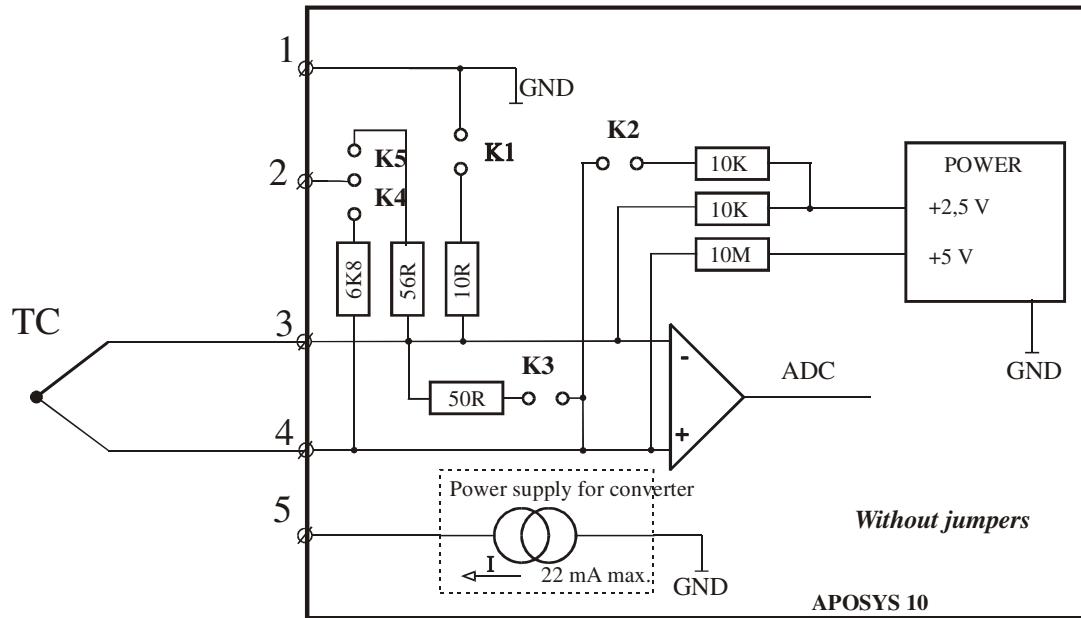 1
GND
K2
K5
K1
10K
POWER
2
K4
10K
+2,5 V
10M
+5 V
6K8
56R
10R
TC
3
K3
-
ADC
GND
50R
4
+
Power supply for converter
5
Without jumpers
I
22 mA max.
GND
APOSYS 10